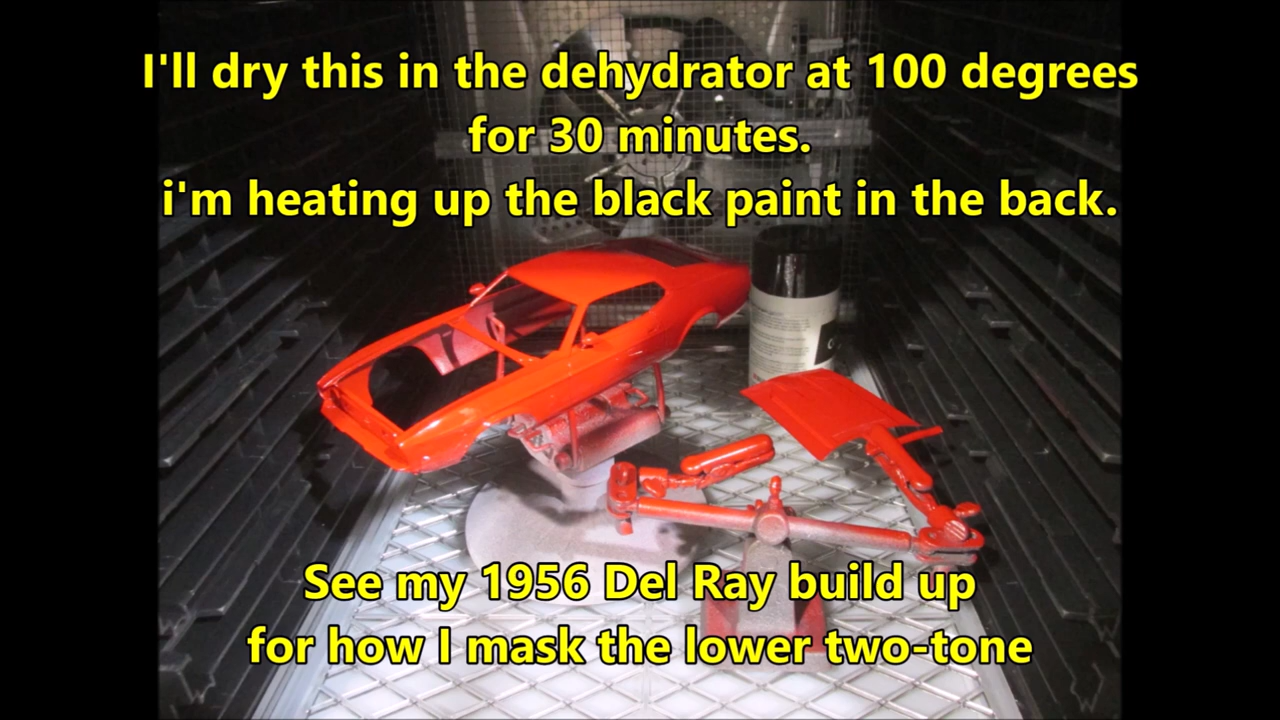 I'll dry this in the dehydrator at 100 degrees
for 30 minutes.
i'm heating up the black paint in the back.
See my 1956 Del Ray build up
for how I mask the lower two-tone